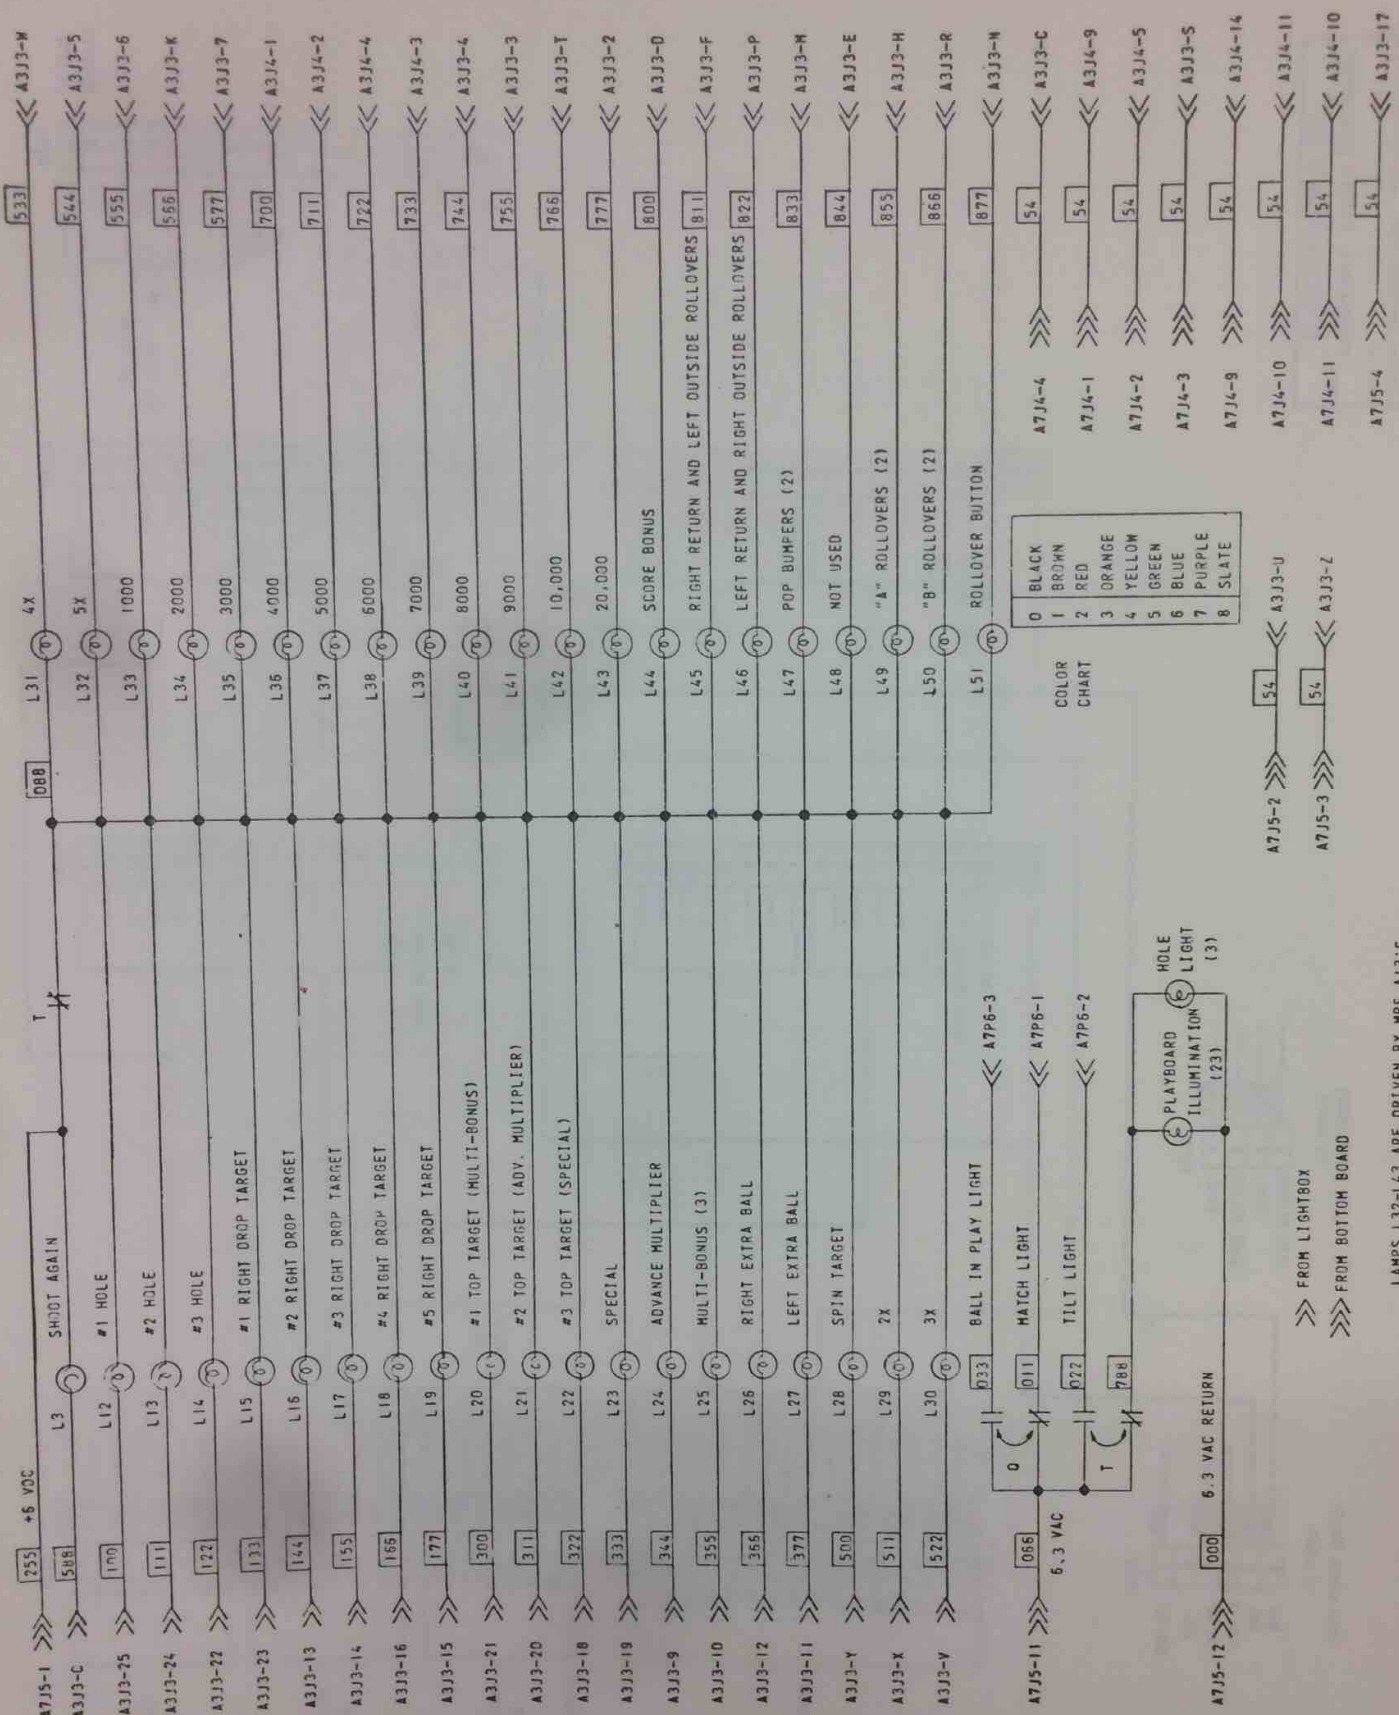 A7J5-1 255 +6 VDC T 088 L31 4X 533 A3J3-W
A3J3-C 588 L3 SHOOT AGAIN L32 5X 544 A3J3-5
A3J3-25 100 L12 #1 HOLE L33 1000 555 A3J3-6
A3J3-24 111 L13 #2 HOLE L34 2000 566 A3J3-K
A3J3-22 122 L14 #3 HOLE L35 3000 577 A3J3-7
A3J3-23 133 L15 #1 RIGHT DROP TARGET L36 4000 700 A3J4-1
A3J3-13 144 L16 #2 RIGHT DROP TARGET L37 5000 711 A3J4-2
A3J3-14 155 L17 #3 RIGHT DROP TARGET L38 6000 722 A3J4-4
A3J3-16 166 L18 #4 RIGHT DROP TARGET L39 7000 733 A3J4-3
A3J3-15 177 L19 #5 RIGHT DROP TARGET L40 8000 744 A3J3-4
A3J3-21 300 L20 #1 TOP TARGET (MULTI-BONUS) L41 9000 755 A3J3-3
A3J3-20 311 L21 #2 TOP TARGET (ADV. MULTIPLIER) L42 10,000 766 A3J3-T
A3J3-18 322 L22 #3 TOP TARGET (SPECIAL) L43 20,000 777 A3J3-2
A3J3-19 333 L23 SPECIAL L44 SCORE BONUS 800 A3J3-D
A3J3-9 344 L24 ADVANCE MULTIPLIER L45 RIGHT RETURN AND LEFT OUTSIDE ROLLOVERS 811 A3J3-F
A3J3-10 355 L25 MULTI-BONUS (3) L46 LEFT RETURN AND RIGHT OUTSIDE ROLLOVERS 822 A3J3-P
A3J3-12 366 L26 RIGHT EXTRA BALL L47 POP BUMPERS (2) 833 A3J3-M
A3J3-11 377 L27 LEFT EXTRA BALL L48 NOT USED 844 A3J3-E
A3J3-Y 500 L28 SPIN TARGET L49 "A" ROLLOVERS (2) 855 A3J3-H
A3J3-X 511 L29 2X L50 "B" ROLLOVERS (2) 866 A3J3-R
A3J3-V 522 L30 3X L51 ROLLOVER BUTTON 877 A3J3-N
033 BALL IN PLAY LIGHT A7P6-3
Q
A7J5-11 066 011 MATCH LIGHT A7P6-1
6.3 VAC
022 TILT LIGHT A7P6-2
T
788
PLAYBOARD
ILLUMINATION
(23)
HOLE
LIGHT
(3)
A7J5-12 000 6.3 VAC RETURN
COLOR
CHART
0 BLACK
1 BROWN
2 RED
3 ORANGE
4 YELLOW
5 GREEN
6 BLUE
7 PURPLE
8 SLATE
A7J4-4 54 A3J3-C
A7J4-1 54 A3J4-9
A7J4-2 54 A3J4-5
A7J4-3 54 A3J3-S
A7J4-9 54 A3J4-14
A7J4-10 54 A3J4-11
A7J4-11 54 A3J4-10
A7J5-4 54 A3J3-17
A7J5-2 54 A3J3-U
A7J5-3 54 A3J3-Z
FROM LIGHTBOX
FROM BOTTOM BOARD
LAMPS L32-L43 ARE DRIVEN BY